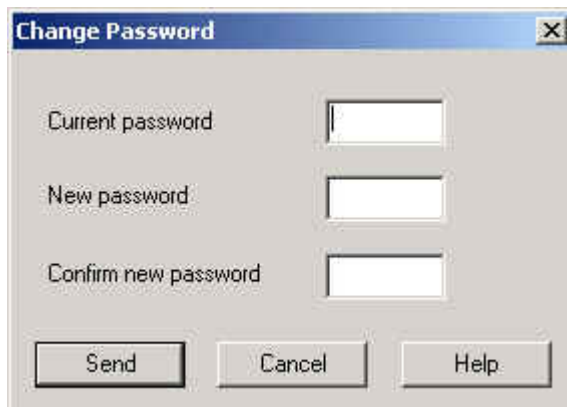 Change Password
Current password
New password
Confirm new password
Send Cancel Help